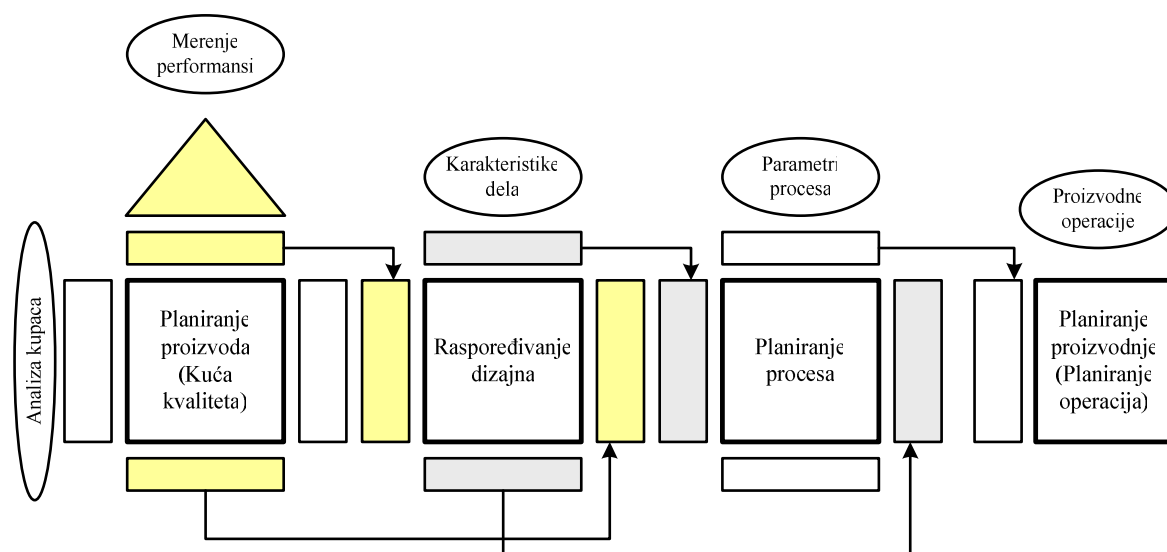 Merenje
performansi
Karakteristike
dela
Parametri
procesa
Proizvodne
operacije
Analiza kupaca
Planiranje
proizvoda
(Kuća
kvaliteta)
Raspoređivanje
dizajna
Planiranje
procesa
Planiranje
proizvodnje
(Planiranje
operacija)